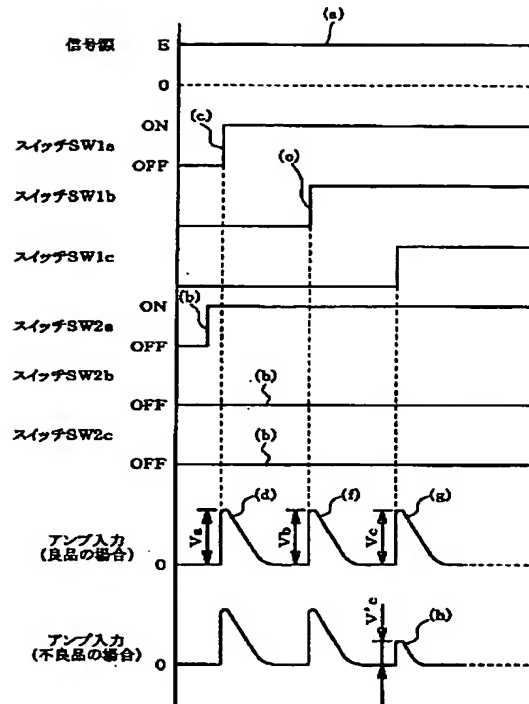 (a)
信号源 E
0
(c) ON
スイッチSW1a
OFF
(o)
スイッチSW1b
スイッチSW1c
(b) ON
スイッチSW2a
OFF
スイッチSW2b (b)
OFF
スイッチSW2c (b)
OFF
(d) (f) (g)
Va Vb Vc
アンプ入力
(良品の場合) 0
V'c (h)
アンプ入力
(不良品の場合) 0